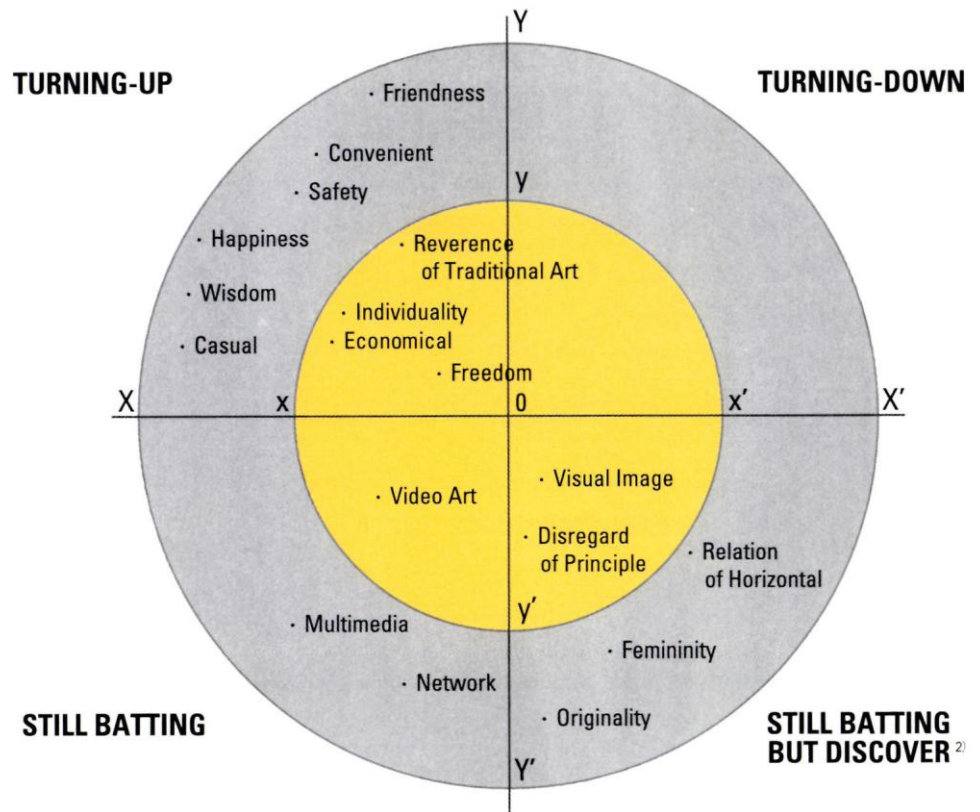 Y
TURNING-UP
TURNING-DOWN
· Friendness
· Convenient
y
· Safety
· Happiness
· Reverence
of Traditional Art
· Wisdom
· Individuality
· Economical
· Casual
· Freedom
X
x
0
x'
X'
· Visual Image
· Video Art
· Disregard
of Principle
· Relation
of Horizontal
y'
· Multimedia
· Femininity
· Network
· Originality
STILL BATTING
STILL BATTING
BUT DISCOVER 2)
Y'